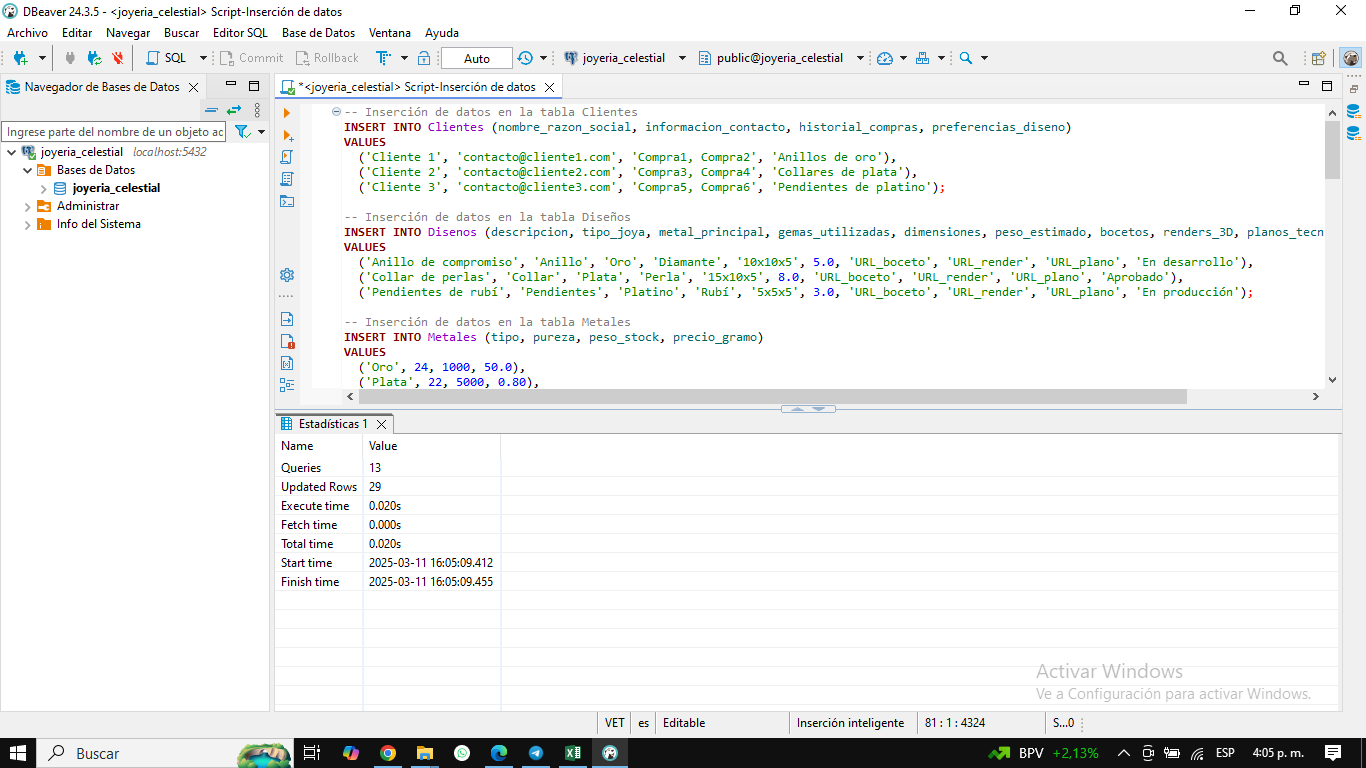 DBeaver 24.3.5 - <joyeria_celestial> Script-Inserción de datos
Archivo Editar Navegar Buscar Editor SQL Base de Datos Ventana Ayuda
SQL Commit Rollback Auto joyeria_celestial public@joyeria_celestial
Navegador de Bases de Datos
Ingrese parte del nombre de un objeto ac
joyeria_celestial localhost:5432
Bases de Datos
joyeria_celestial
Administrar
Info del Sistema
*<joyeria_celestial> Script-Inserción de datos
-- Inserción de datos en la tabla Clientes
INSERT INTO Clientes (nombre_razon_social, informacion_contacto, historial_compras, preferencias_diseno)
VALUES
('Cliente 1', 'contacto@cliente1.com', 'Compra1, Compra2', 'Anillos de oro'),
('Cliente 2', 'contacto@cliente2.com', 'Compra3, Compra4', 'Collares de plata'),
('Cliente 3', 'contacto@cliente3.com', 'Compra5, Compra6', 'Pendientes de platino');
-- Inserción de datos en la tabla Diseños
INSERT INTO Disenos (descripcion, tipo_joya, metal_principal, gemas_utilizadas, dimensiones, peso_estimado, bocetos, renders_3D, planos_tecn
VALUES
('Anillo de compromiso', 'Anillo', 'Oro', 'Diamante', '10x10x5', 5.0, 'URL_boceto', 'URL_render', 'URL_plano', 'En desarrollo'),
('Collar de perlas', 'Collar', 'Plata', 'Perla', '15x10x5', 8.0, 'URL_boceto', 'URL_render', 'URL_plano', 'Aprobado'),
('Pendientes de rubí', 'Pendientes', 'Platino', 'Rubí', '5x5x5', 3.0, 'URL_boceto', 'URL_render', 'URL_plano', 'En producción');
-- Inserción de datos en la tabla Metales
INSERT INTO Metales (tipo, pureza, peso_stock, precio_gramo)
VALUES
('Oro', 24, 1000, 50.0),
('Plata', 22, 5000, 0.80),
Estadísticas 1
Name Value
Queries 13
Updated Rows 29
Execute time 0.020s
Fetch time 0.000s
Total time 0.020s
Start time 2025-03-11 16:05:09.412
Finish time 2025-03-11 16:05:09.455
Activar Windows
Ve a Configuración para activar Windows.
VET es Editable Inserción inteligente 81 : 1 : 4324 S...0
Buscar BPV +2,13% ESP 4:05 p. m.